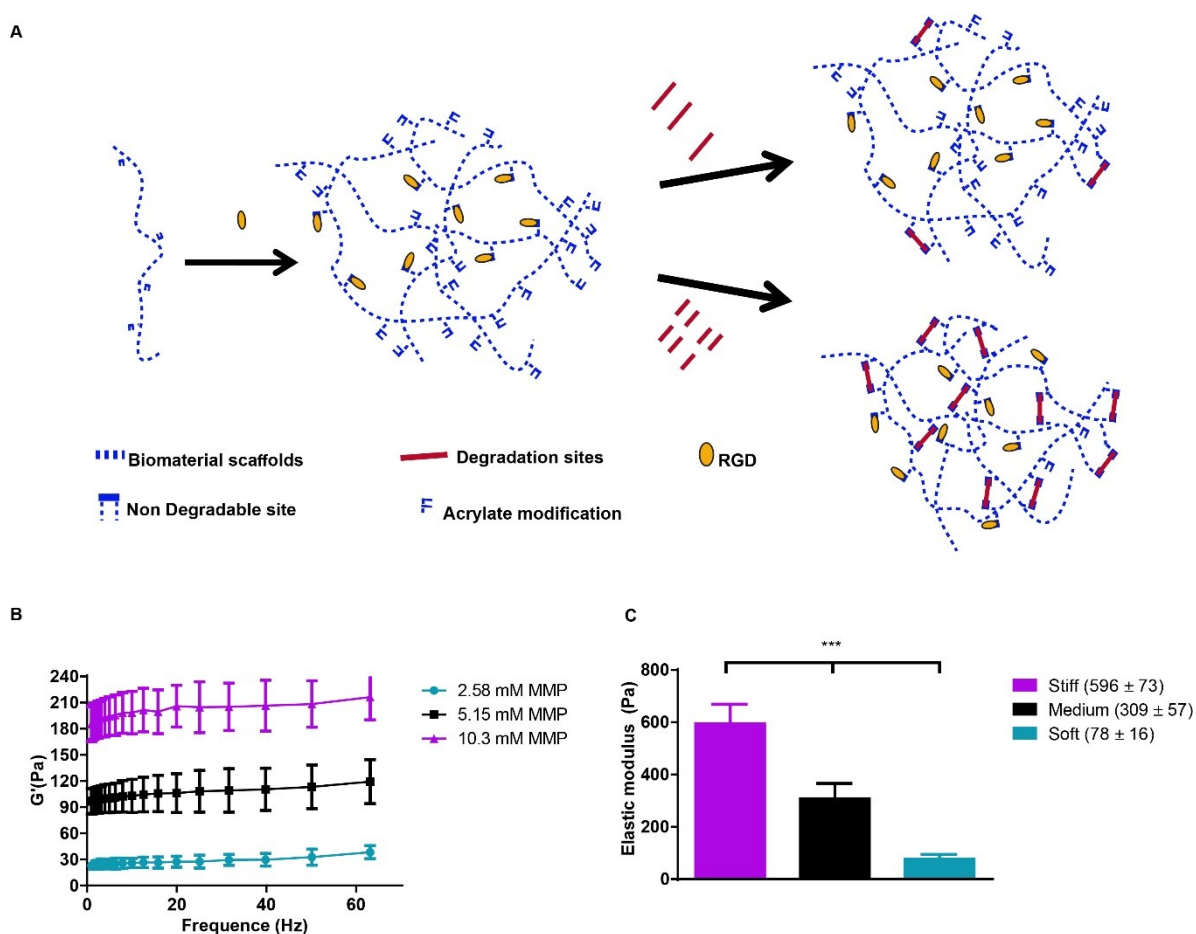 A
Biomaterial scaffolds
Degradation sites
RGD
Non Degradable site
Acrylate modification
B
G'(Pa)
240
210
180
150
120
90
60
30
0
0
20
40
60
Frequence (Hz)
2.58 mM MMP
5.15 mM MMP
10.3 mM MMP
C
***
Elastic modulus (Pa)
800
600
400
200
0
Stiff (596 ± 73)
Medium (309 ± 57)
Soft (78 ± 16)